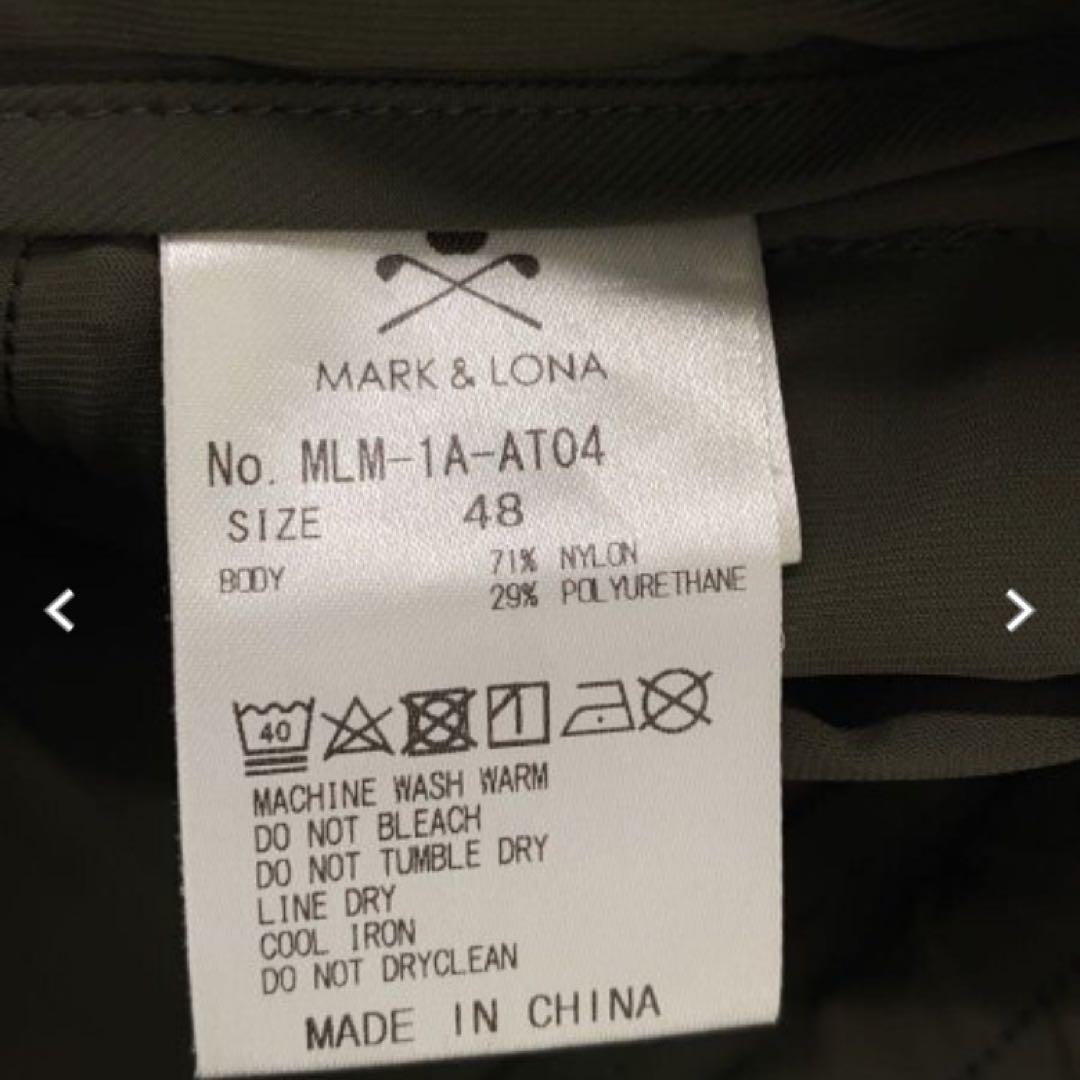 MARK & LONA
No. MLM-1A-AT04
SIZE 48
BODY 71% NYLON
29% POLYURETHANE
40
MACHINE WASH WARM
DO NOT BLEACH
DO NOT TUMBLE DRY
LINE DRY
COOL IRON
DO NOT DRYCLEAN
MADE IN CHINA